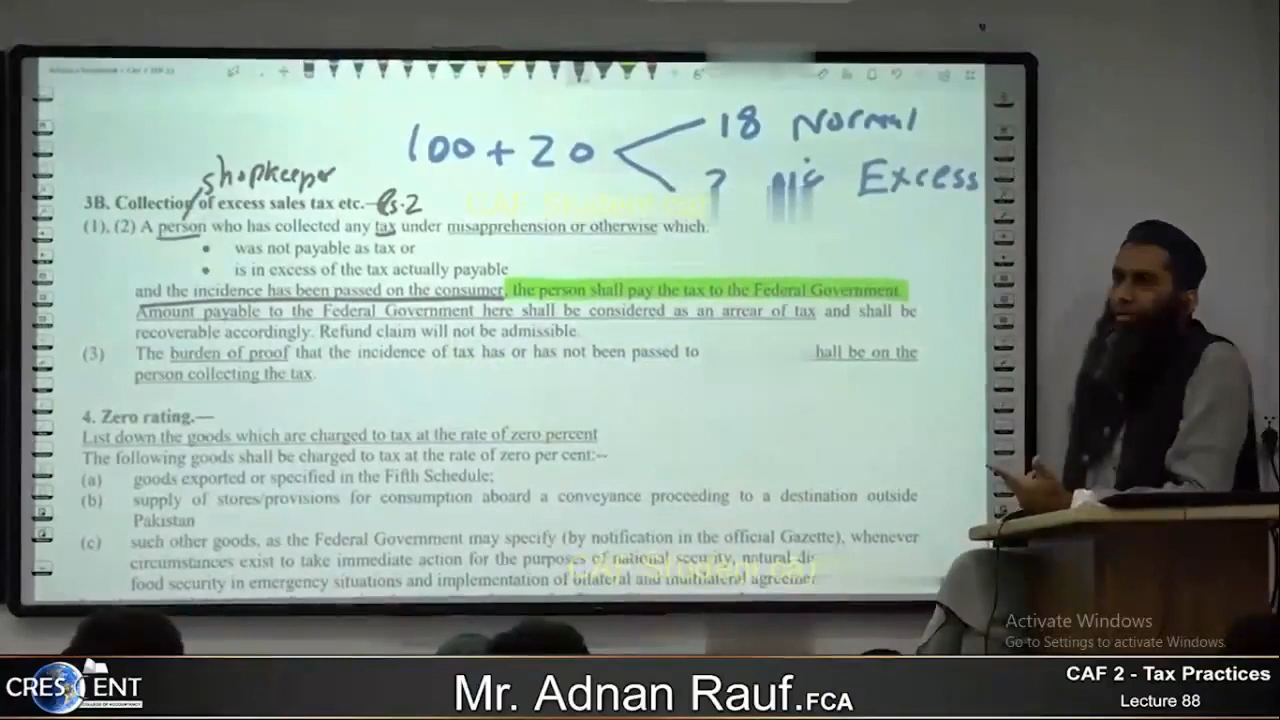 100 + 20
18 Normal
Excess
shopkeeper
3B. Collection of excess sales tax etc.— Rs.2
(1), (2) A person who has collected any tax under misapprehension or otherwise which.
• was not payable as tax or
• is in excess of the tax actually payable
and the incidence has been passed on the consumer, the person shall pay the tax to the Federal Government.
Amount payable to the Federal Government here shall be considered as an arrear of tax and shall be
recoverable accordingly. Refund claim will not be admissible.
(3) The burden of proof that the incidence of tax has or has not been passed to hall be on the
person collecting the tax.
4. Zero rating.—
List down the goods which are charged to tax at the rate of zero percent
The following goods shall be charged to tax at the rate of zero per cent:--
(a) goods exported or specified in the Fifth Schedule;
(b) supply of stores/provisions for consumption aboard a conveyance proceeding to a destination outside
Pakistan
(c) such other goods, as the Federal Government may specify (by notification in the official Gazette), whenever
circumstances exist to take immediate action for the purposes of national security, natural di
food security in emergency situations and implementation of bilateral and multilateral agreemen
CAF Student.ca)
CAF Student.ca)
Activate Windows
Go to Settings to activate Windows.
CRESCENT
COLLEGE OF ACCOUNTANCY
Mr. Adnan Rauf.FCA
CAF 2 - Tax Practices
Lecture 88